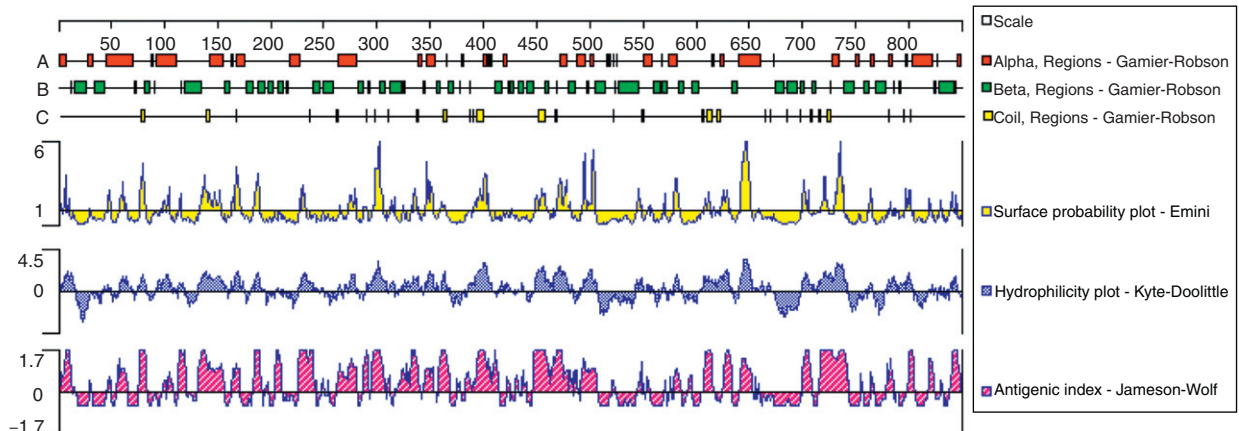 50 100 150 200 250 300 350 400 450 500 550 600 650 700 750 800
A
B
C
6
1
4.5
0
1.7
0
−1.7
Scale
Alpha, Regions - Gamier-Robson
Beta, Regions - Gamier-Robson
Coil, Regions - Gamier-Robson
Surface probability plot - Emini
Hydrophilicity plot - Kyte-Doolittle
Antigenic index - Jameson-Wolf